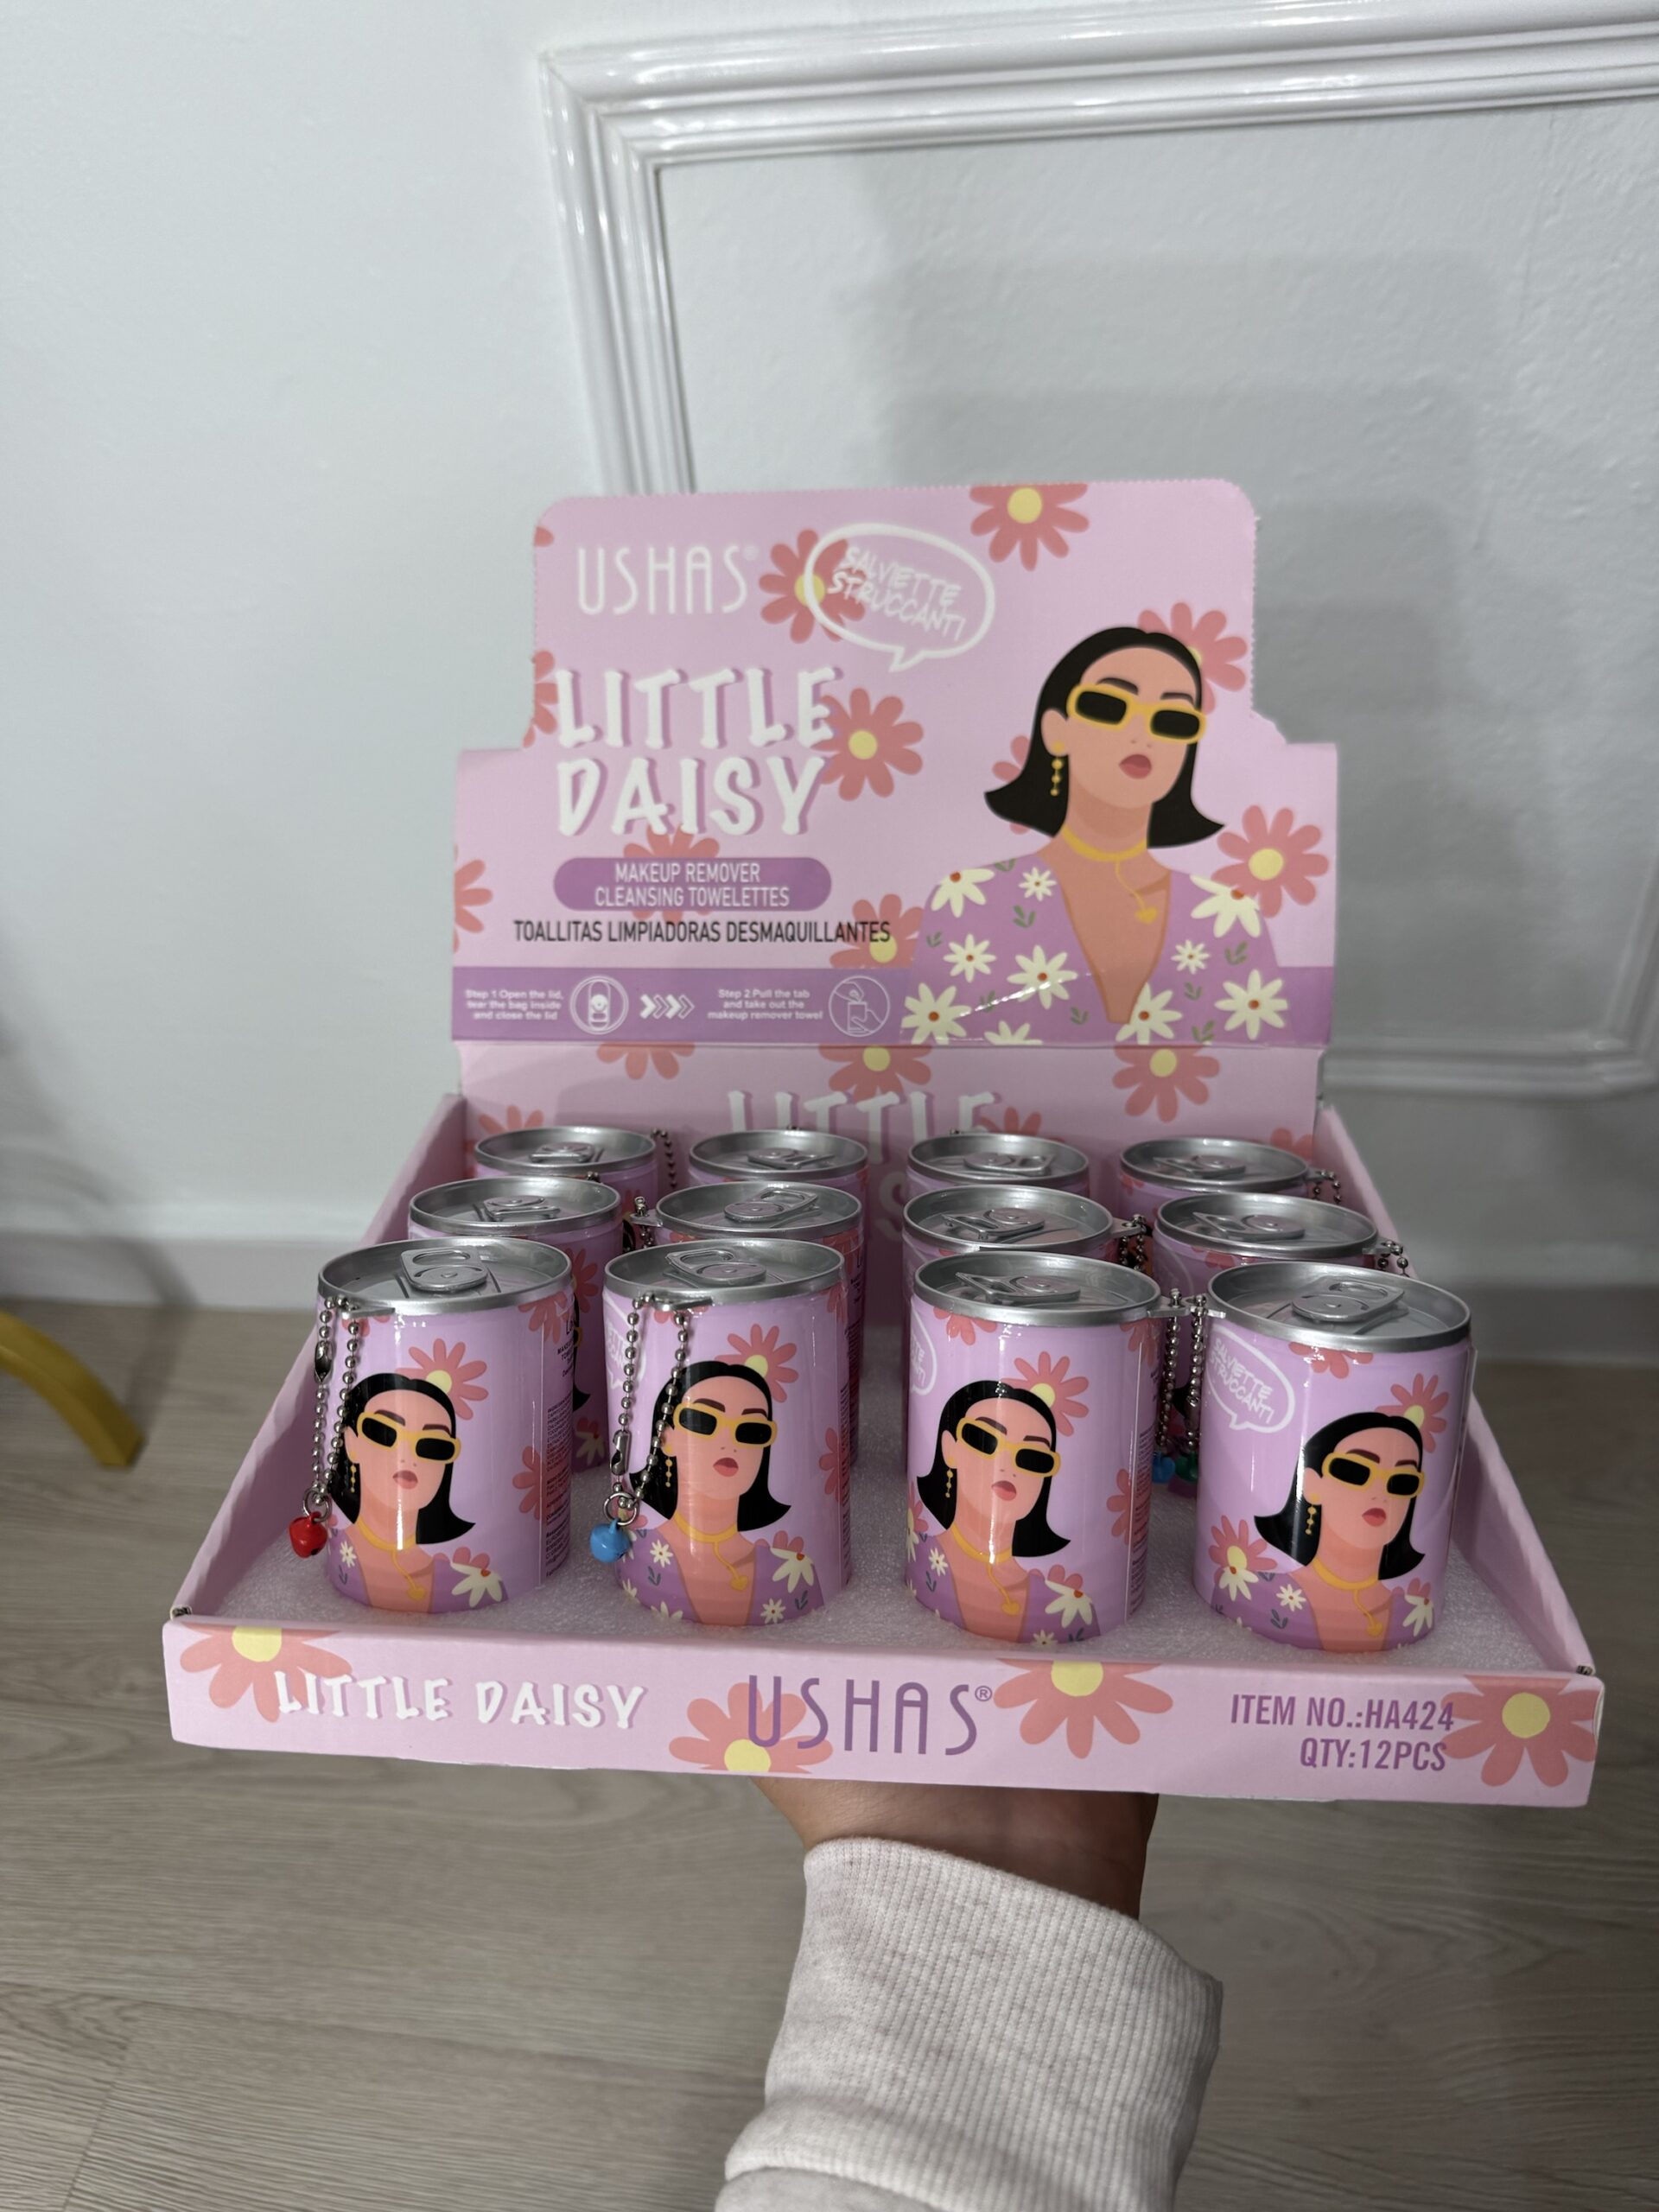 USHAS®
SALVIETTE
STRUCCANTI
LITTLE
DAISY
MAKEUP REMOVER
CLEANSING TOWELETTES
TOALLITAS LIMPIADORAS DESMAQUILLANTES
Step 1 Open the lid,
tear the bag inside
and close the lid
Step 2 Pull the tab
and take out the
makeup remover towel
LITTLE
SALVIETTE
STRUCCANTI
LITTLE DAISY
USHAS®
ITEM NO.:HA424
QTY:12PCS